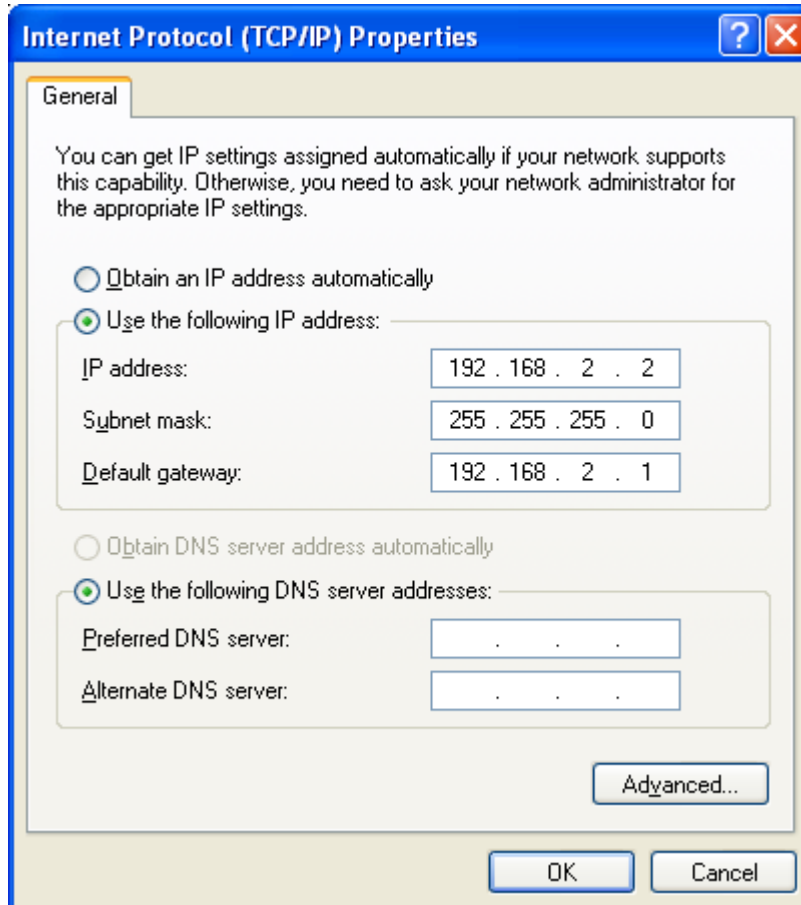 Internet Protocol (TCP/IP) Properties
General
You can get IP settings assigned automatically if your network supports
this capability. Otherwise, you need to ask your network administrator for
the appropriate IP settings.
Obtain an IP address automatically
Use the following IP address:
IP address: 192 . 168 . 2 . 2
Subnet mask: 255 . 255 . 255 . 0
Default gateway: 192 . 168 . 2 . 1
Obtain DNS server address automatically
Use the following DNS server addresses:
Preferred DNS server: . . .
Alternate DNS server: . . .
Advanced...
OK Cancel